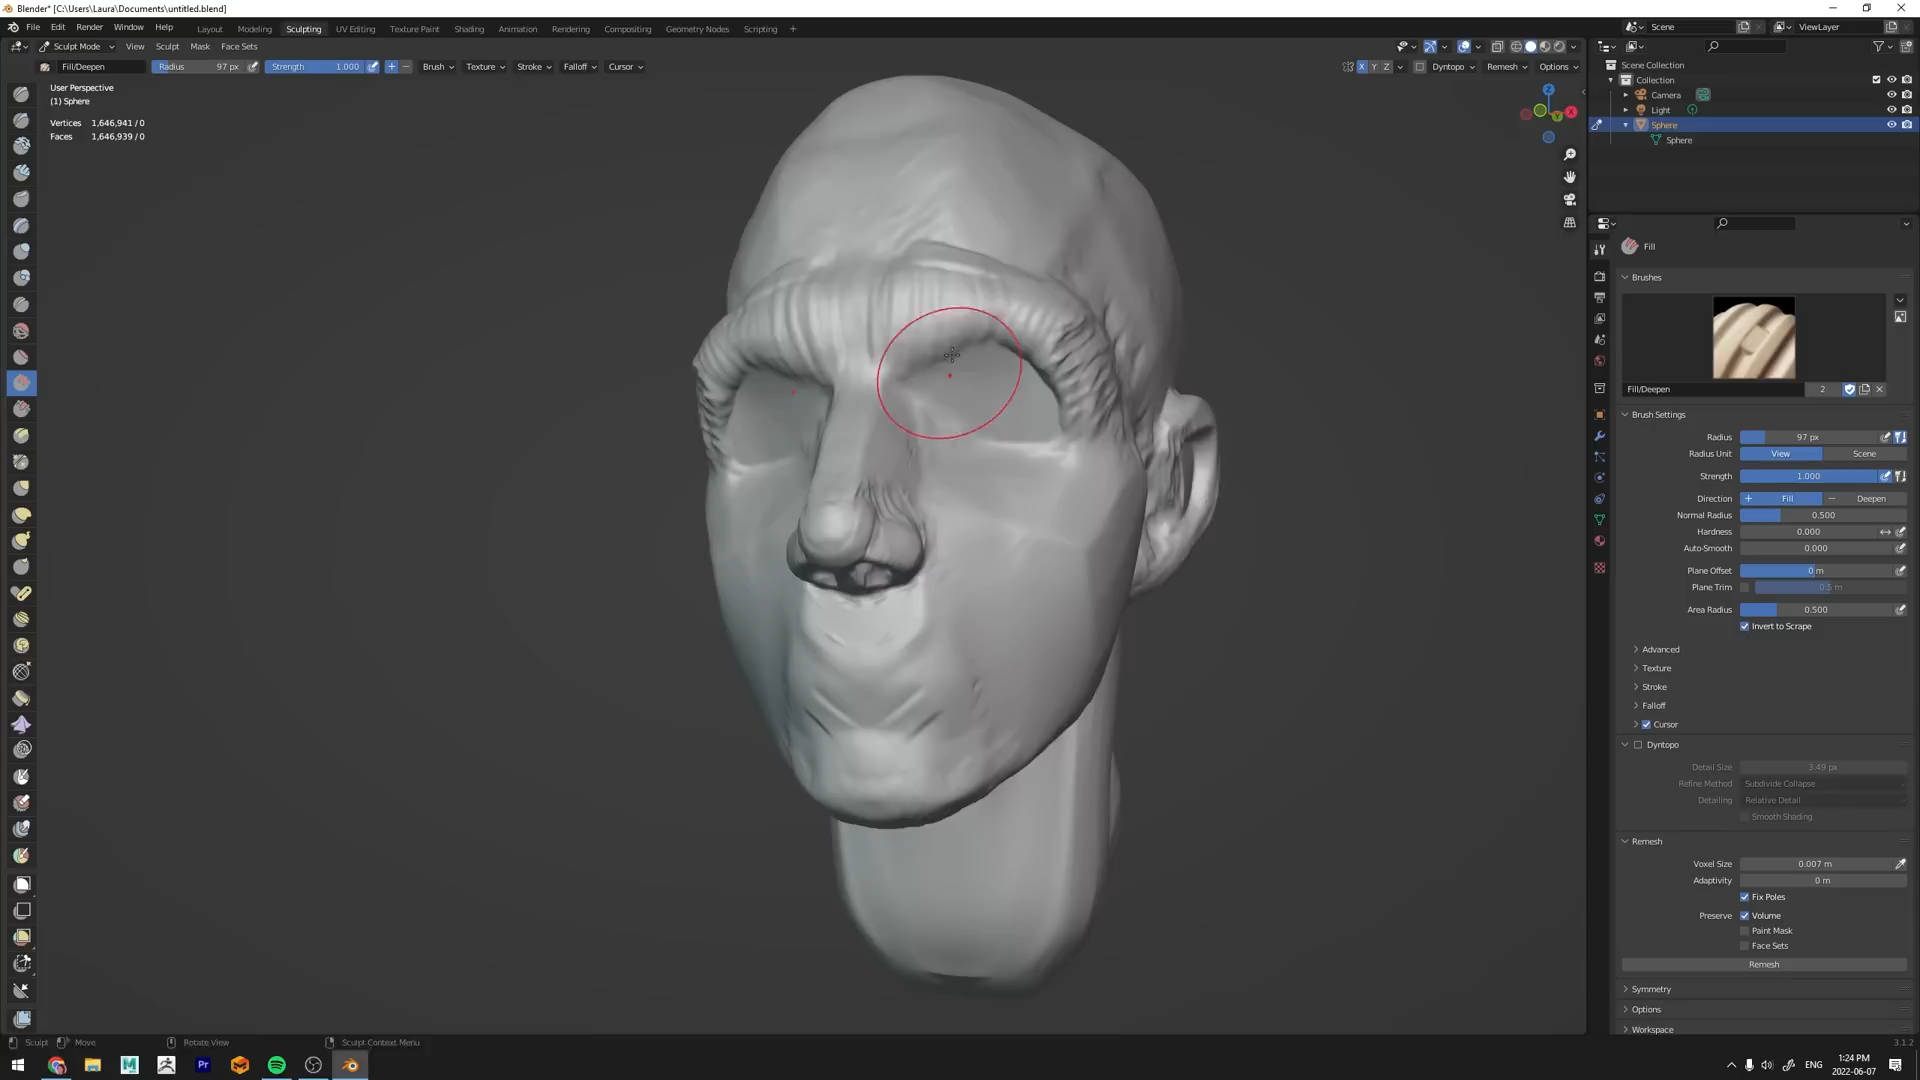 Blender* [C:\Users\Laura\Documents\untitled.blend]
File Edit Render Window Help
Layout Modeling Sculpting UV Editing Texture Paint Shading Animation Rendering Compositing Geometry Nodes Scripting +
Scene
ViewLayer
Sculpt Mode View Sculpt Mask Face Sets
Fill/Deepen Radius 97 px Strength 1.000 + − Brush Texture Stroke Falloff Cursor
X Y Z Dyntopo Remesh Options
User Perspective
(1) Sphere
Vertices 1,646,941 / 0
Faces 1,646,939 / 0
Z
X
Y
Scene Collection
Collection
Camera
Light
Sphere
Sphere
Fill
Brushes
Fill/Deepen 2
Brush Settings
Radius 97 px
Radius Unit View Scene
Strength 1.000
Direction + Fill − Deepen
Normal Radius 0.500
Hardness 0.000
Auto-Smooth 0.000
Plane Offset 0 m
Plane Trim 0.5 m
Area Radius 0.500
Invert to Scrape
Advanced
Texture
Stroke
Falloff
Cursor
Dyntopo
Detail Size 3.49 px
Refine Method Subdivide Collapse
Detailing Relative Detail
Smooth Shading
Remesh
Voxel Size 0.007 m
Adaptivity 0 m
Fix Poles
Preserve Volume
Paint Mask
Face Sets
Remesh
Symmetry
Options
Workspace
Sculpt Move Rotate View Sculpt Context Menu
3.1.2
M
Pr
ENG
1:24 PM
2022-06-07